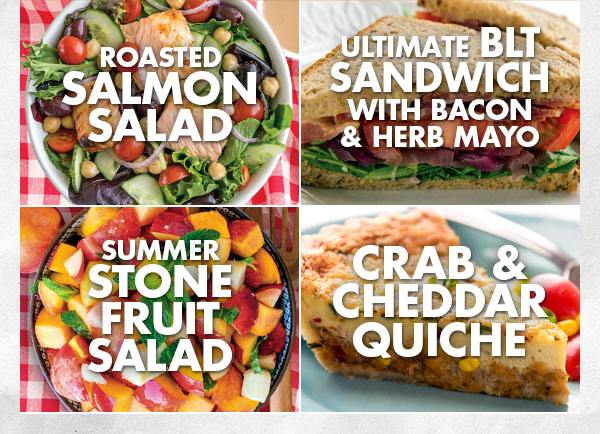 ROASTED
SALMON
SALAD
ULTIMATE BLT
SANDWICH
WITH BACON
& HERB MAYO
SUMMER
STONE
FRUIT
SALAD
CRAB &
CHEDDAR
QUICHE